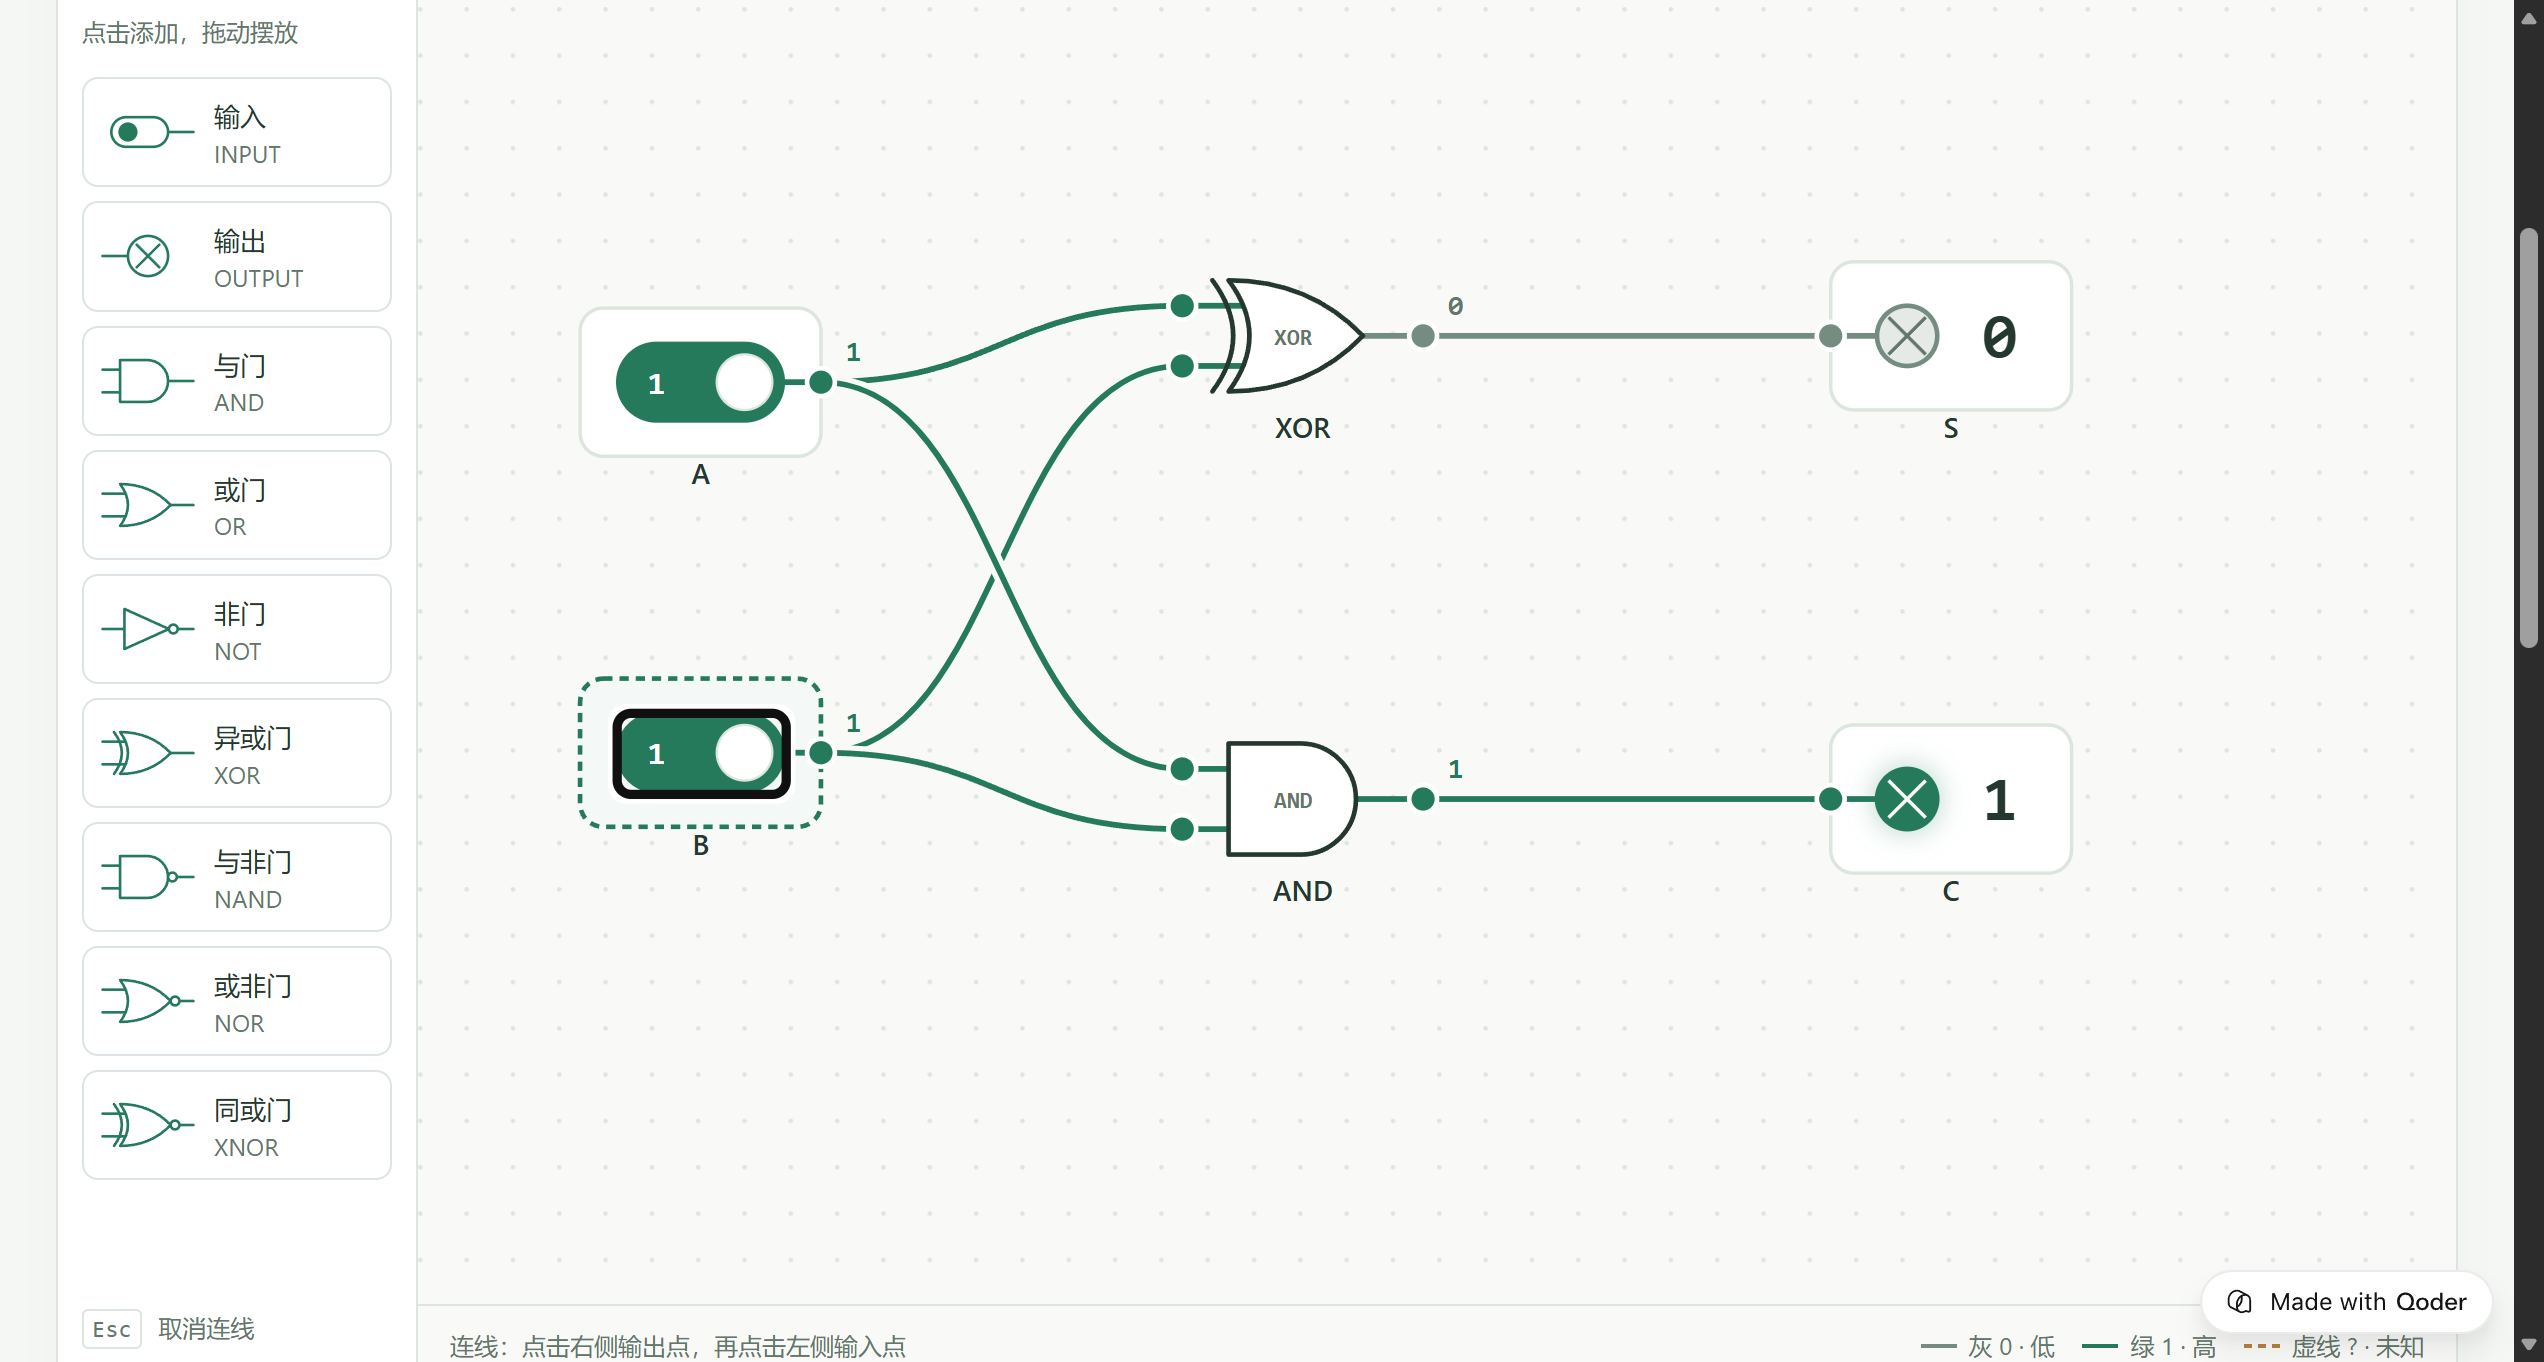 点击添加，拖动摆放
输入
INPUT
输出
OUTPUT
与门
AND
或门
OR
非门
NOT
异或门
XOR
与非门
NAND
或非门
NOR
同或门
XNOR
Esc 取消连线
1
1
A
1
1
B
XOR
0
XOR
AND
1
AND
0
S
1
C
连线：点击右侧输出点，再点击左侧输入点
灰 0 · 低
绿 1 · 高
虚线 ? · 未知
Made with Qoder